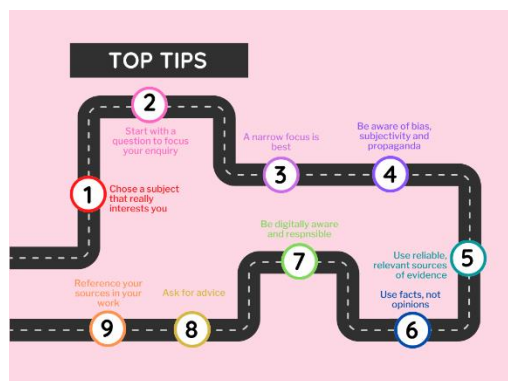 TOP TIPS
1
Chose a subject
that really
interests you
2
Start with a
question to focus
your enquiry
A narrow focus is
best
3
Be aware of bias,
subjectivity and
propaganda
4
Use reliable,
relevant sources
of evidence
5
Use facts, not
opinions
6
Be digitally aware
and respnsible
7
Ask for advice
8
Reference your
sources in your
work
9